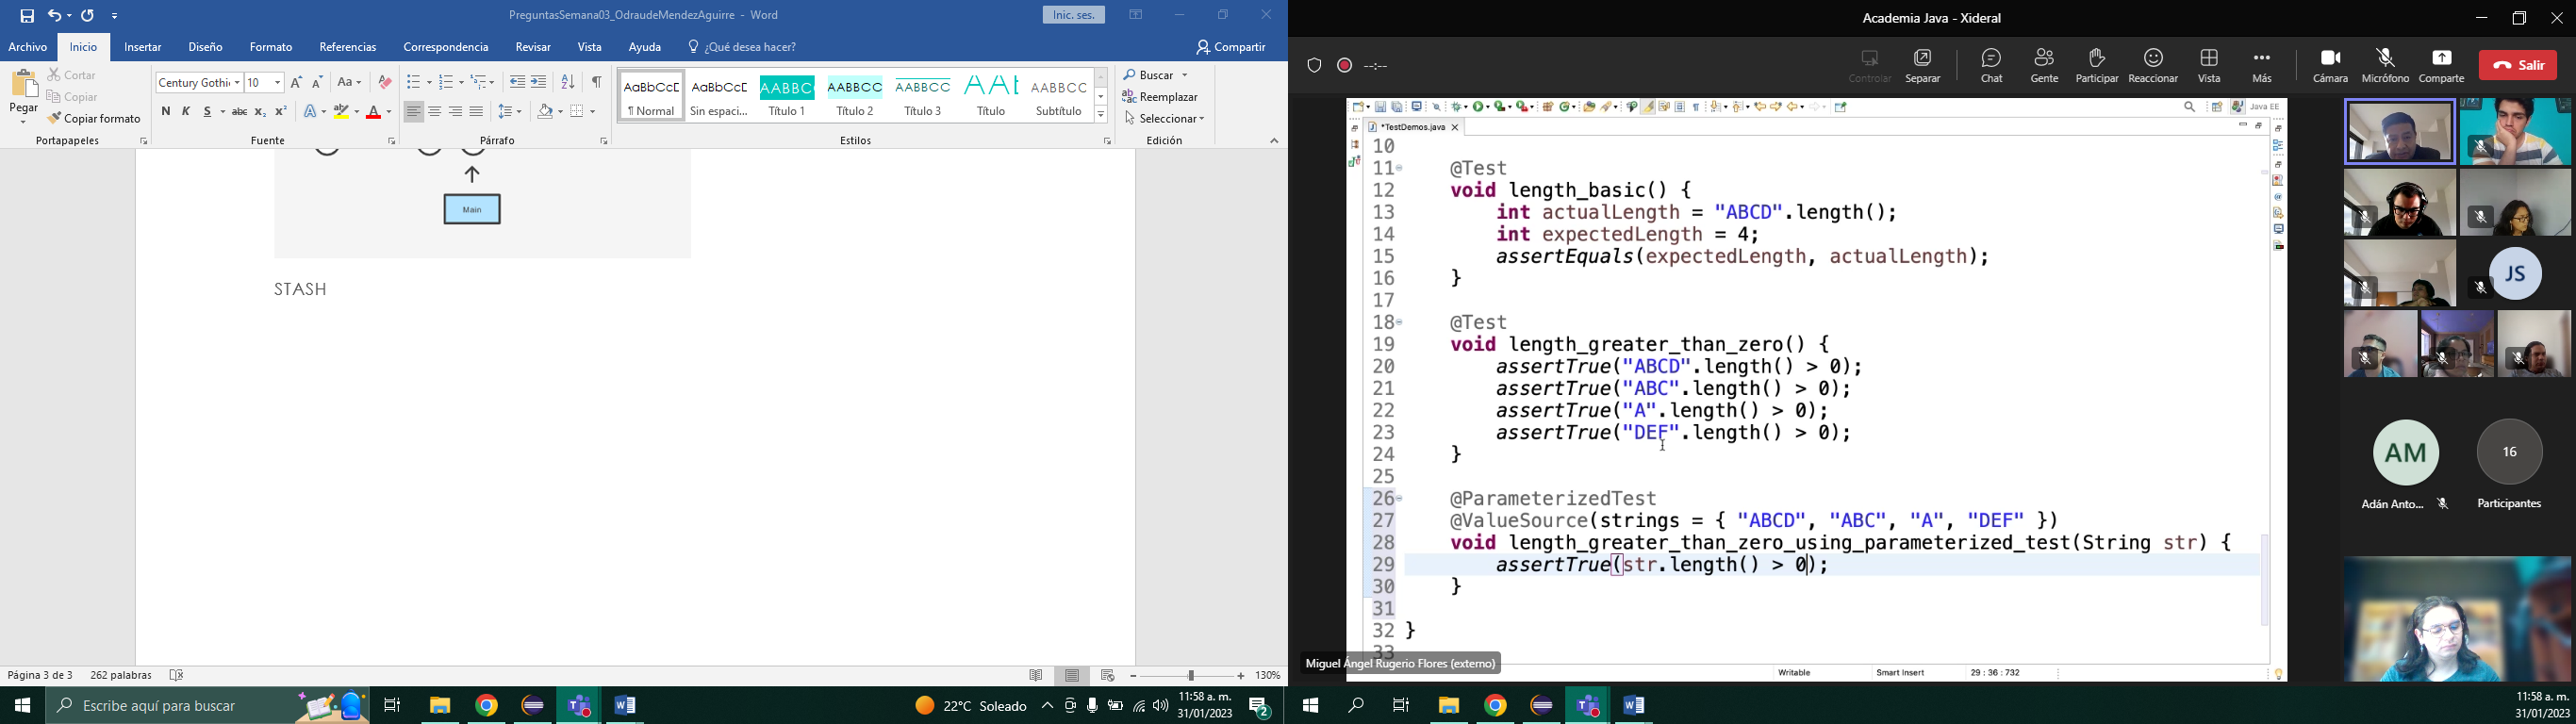 PreguntasSemana03_OdraudeMendezAguirre - Word
Inic. ses.
Archivo Inicio Insertar Diseño Formato Referencias Correspondencia Revisar Vista Ayuda ¿Qué desea hacer? Compartir
Pegar
Cortar
Copiar
Copiar formato
Portapapeles
Century Gothi 10 Aa
N K S abc x₂ x² A A
Fuente
Párrafo
AaBbCcE AaBbCcD AABBC AABBCC AABBCC AAE AABBCC
¶ Normal Sin espaci... Título 1 Título 2 Título 3 Título Subtítulo
Estilos
Buscar
Reemplazar
Seleccionar
Edición
Main
STASH
Página 3 de 3 262 palabras 130%
Escribe aquí para buscar
22°C Soleado
11:58 a. m.
31/01/2023
2
Academia Java - Xideral
--:--
Controlar Separar Chat Gente Participar Reaccionar Vista Más Cámara Micrófono Comparte Salir
Java EE
*TestDemos.java
10
11 @Test
12 void length_basic() {
13 int actualLength = "ABCD".length();
14 int expectedLength = 4;
15 assertEquals(expectedLength, actualLength);
16 }
17
18 @Test
19 void length_greater_than_zero() {
20 assertTrue("ABCD".length() > 0);
21 assertTrue("ABC".length() > 0);
22 assertTrue("A".length() > 0);
23 assertTrue("DEF".length() > 0);
24 }
25
26 @ParameterizedTest
27 @ValueSource(strings = { "ABCD", "ABC", "A", "DEF" })
28 void length_greater_than_zero_using_parameterized_test(String str) {
29 assertTrue(str.length() > 0);
30 }
31
32 }
33
Miguel Ángel Rugerio Flores (externo)
Writable Smart Insert 29 : 36 : 732
JS
AM
Adán Anto...
16
Participantes
11:58 a. m.
31/01/2023